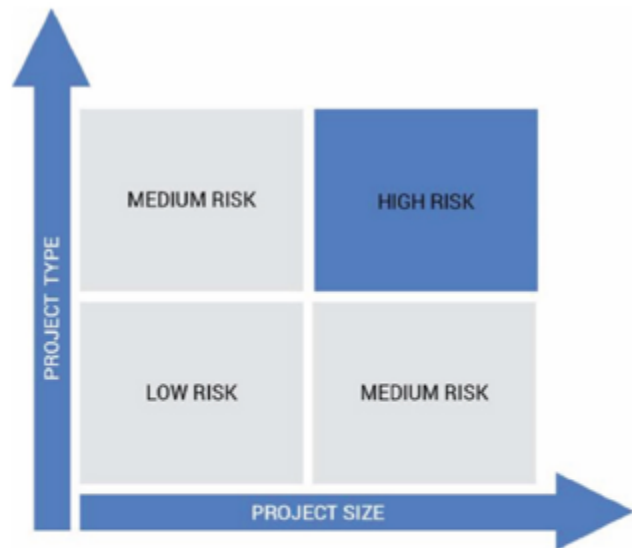 MEDIUM RISK
HIGH RISK
PROJECT TYPE
LOW RISK
MEDIUM RISK
PROJECT SIZE